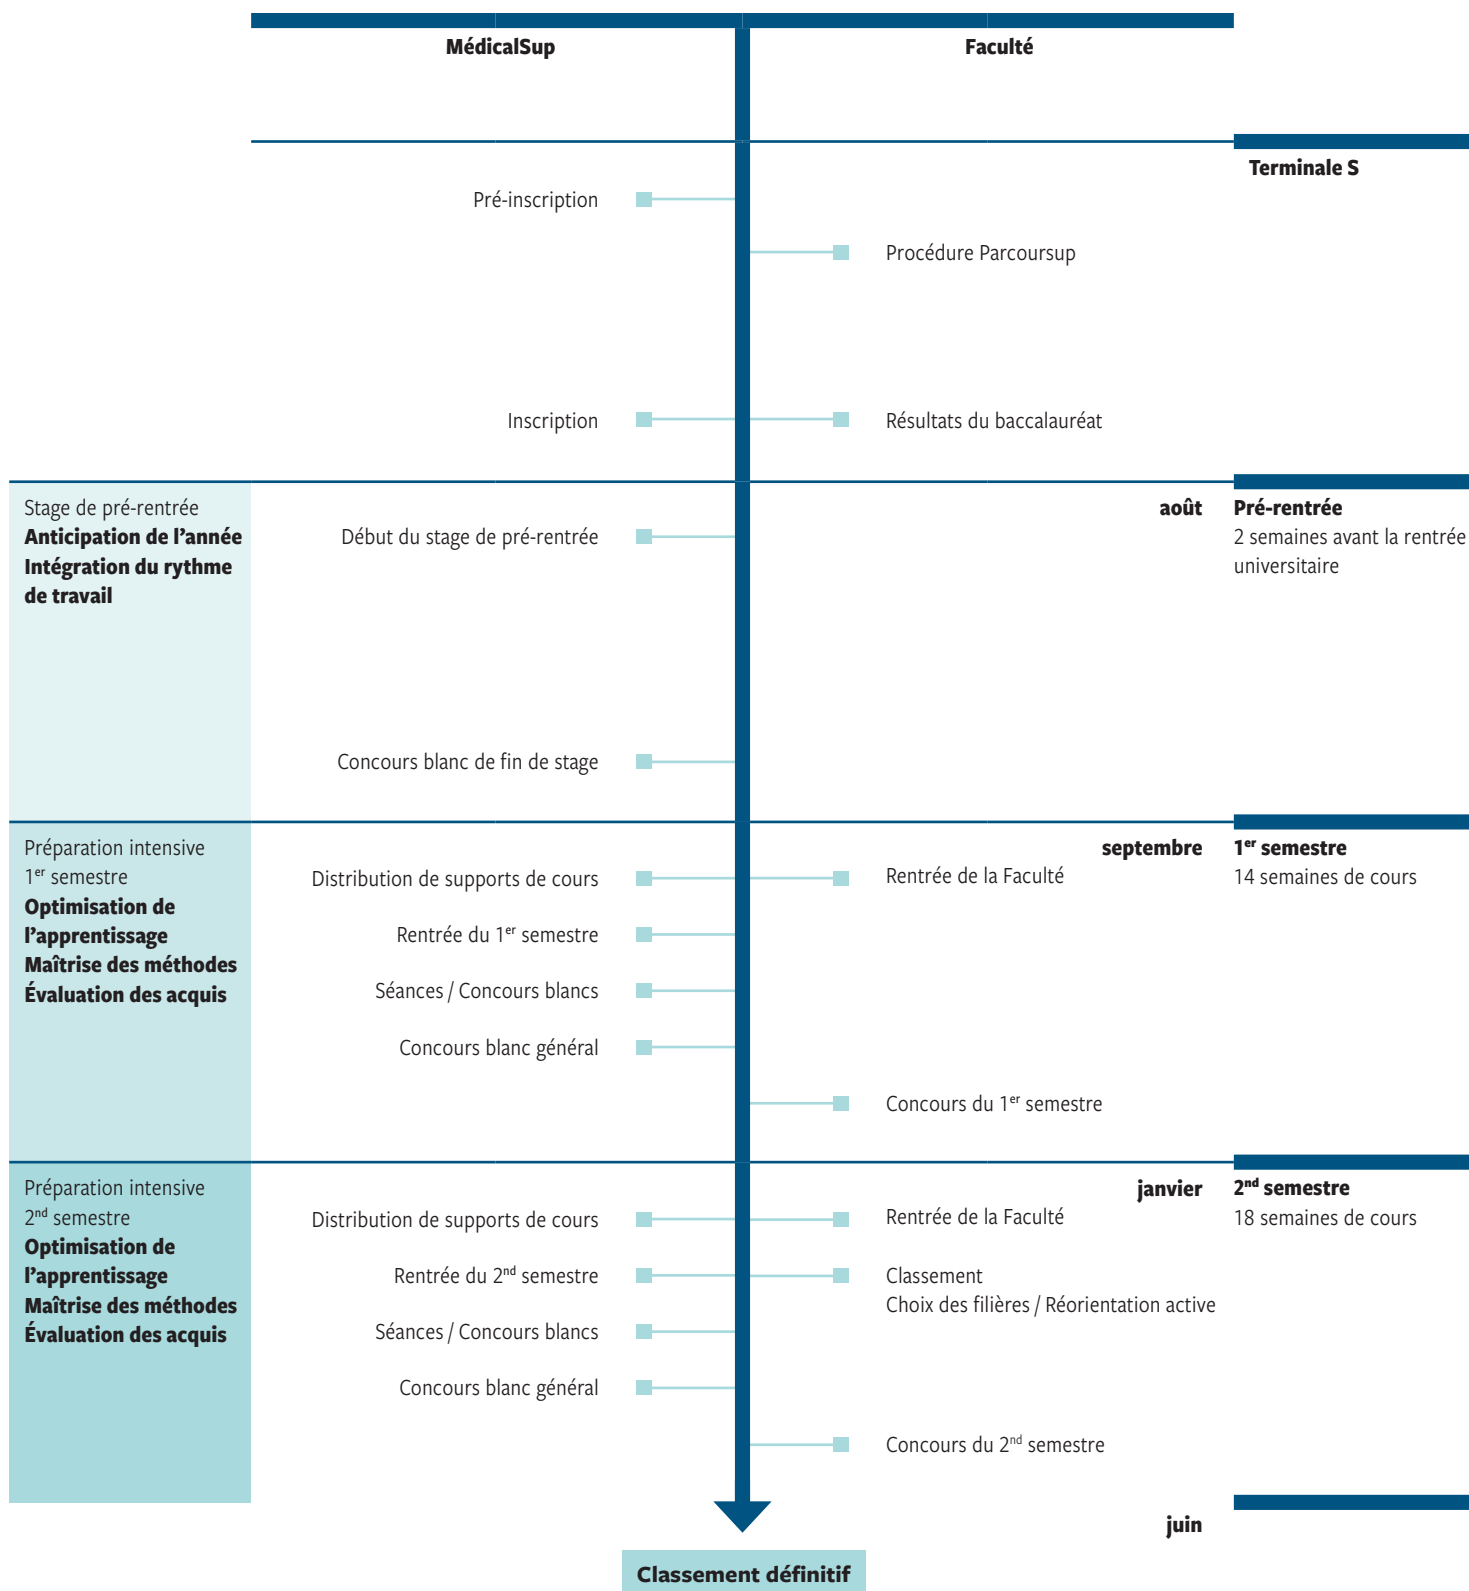 MédicalSup
Faculté
Terminale S
Pré-inscription
Procédure Parcoursup
Inscription
Résultats du baccalauréat
Stage de pré-rentrée
Anticipation de l’année
Intégration du rythme
de travail
Début du stage de pré-rentrée
août
Pré-rentrée
2 semaines avant la rentrée
universitaire
Concours blanc de fin de stage
Préparation intensive
1er semestre
Optimisation de
l’apprentissage
Maîtrise des méthodes
Évaluation des acquis
Distribution de supports de cours
Rentrée du 1er semestre
Séances / Concours blancs
Concours blanc général
septembre
Rentrée de la Faculté
Concours du 1er semestre
1er semestre
14 semaines de cours
Préparation intensive
2nd semestre
Optimisation de
l’apprentissage
Maîtrise des méthodes
Évaluation des acquis
Distribution de supports de cours
Rentrée du 2nd semestre
Séances / Concours blancs
Concours blanc général
janvier
Rentrée de la Faculté
Classement
Choix des filières / Réorientation active
Concours du 2nd semestre
2nd semestre
18 semaines de cours
juin
Classement définitif